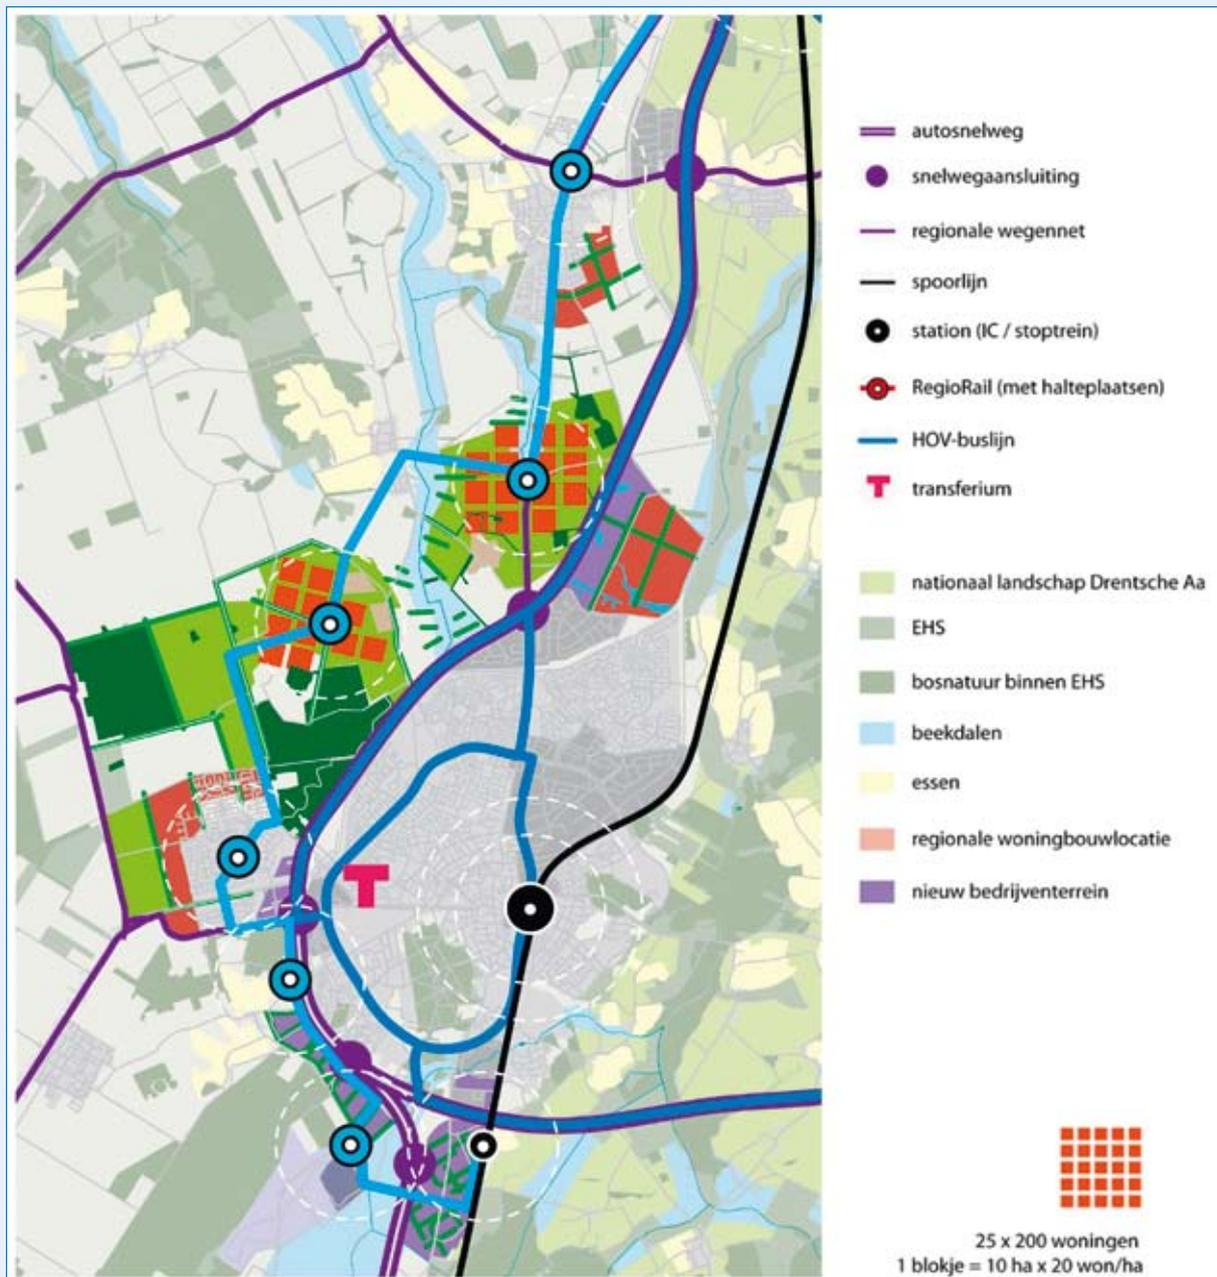 autosnelweg
snelwegaansluiting
regionale wegennet
spoorlijn
station (IC / stoptrein)
RegioRail (met halteplaatsen)
HOV-buslijn
T transferium
nationaal landschap Drentsche Aa
EHS
bosnatuur binnen EHS
beekdalen
essen
regionale woningbouwlocatie
nieuw bedrijventerrein
T
25 x 200 woningen
1 blokje = 10 ha x 20 won/ha